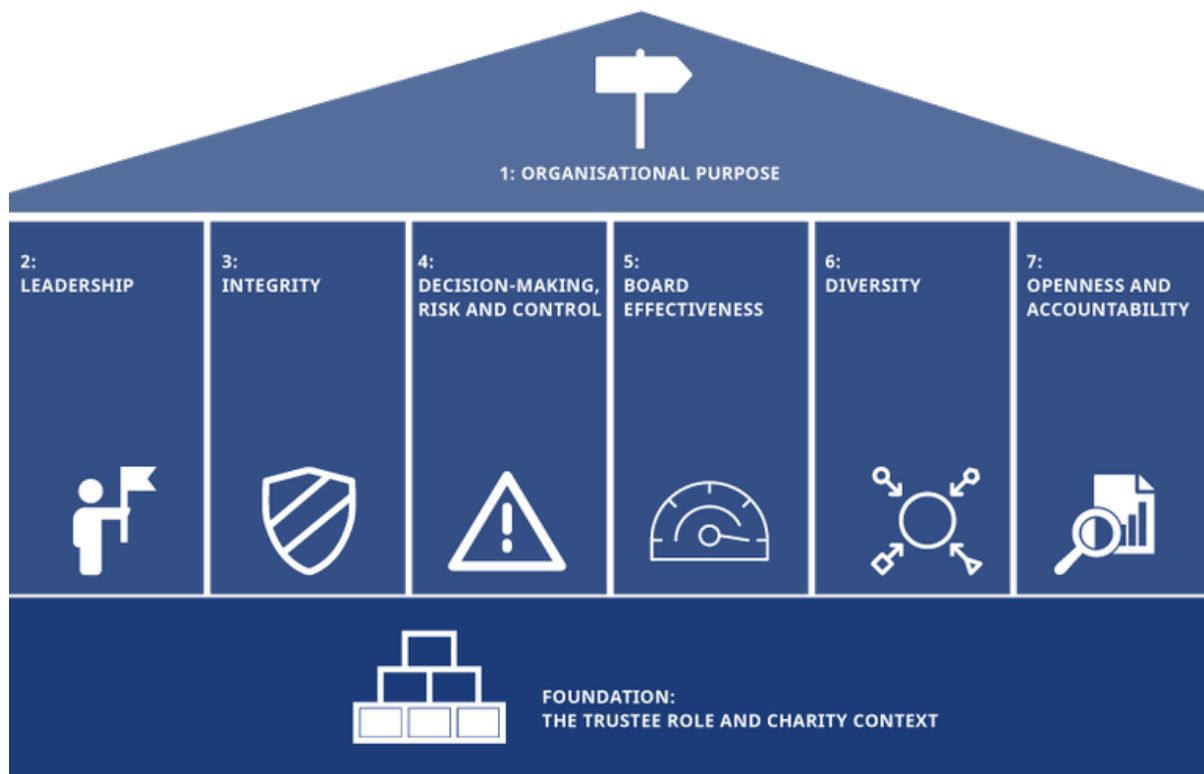 1: ORGANISATIONAL PURPOSE
2:
LEADERSHIP
3:
INTEGRITY
4:
DECISION-MAKING,
RISK AND CONTROL
5:
BOARD
EFFECTIVENESS
6:
DIVERSITY
7:
OPENNESS AND
ACCOUNTABILITY
FOUNDATION:
THE TRUSTEE ROLE AND CHARITY CONTEXT